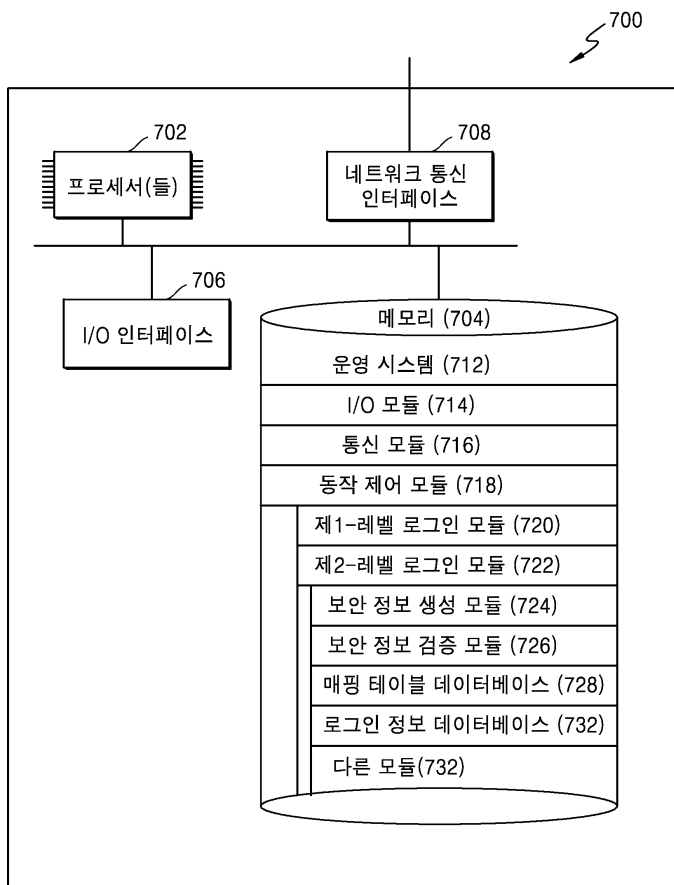 700
702
708
프로세서(들)
네트워크 통신
인터페이스
706
I/O 인터페이스
메모리 (704)
운영 시스템 (712)
I/O 모듈 (714)
통신 모듈 (716)
동작 제어 모듈 (718)
제1-레벨 로그인 모듈 (720)
제2-레벨 로그인 모듈 (722)
보안 정보 생성 모듈 (724)
보안 정보 검증 모듈 (726)
매핑 테이블 데이터베이스 (728)
로그인 정보 데이터베이스 (732)
다른 모듈(732)